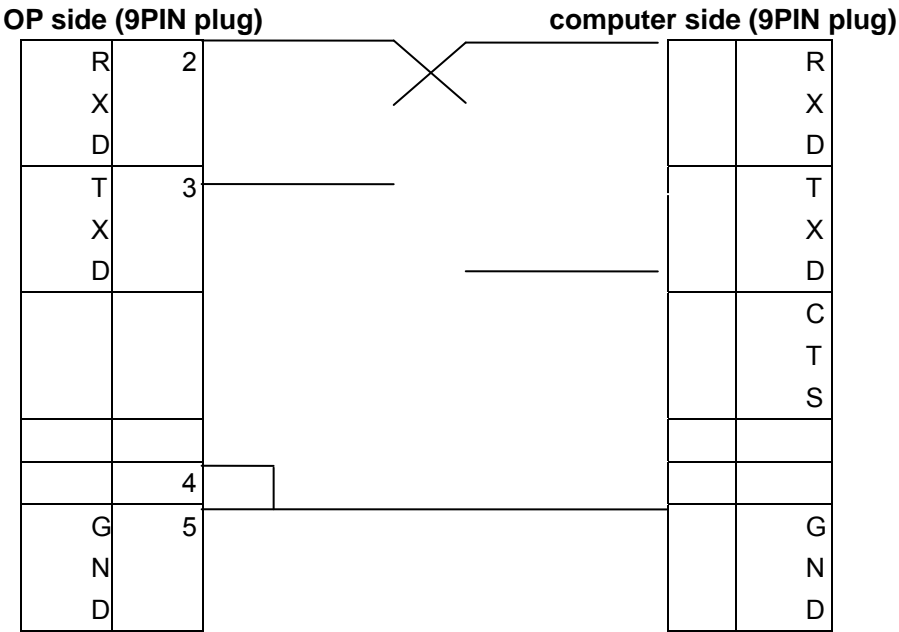 OP side (9PIN plug) computer side (9PIN plug)
R 2 R
X X
D D
T 3 T
X X
D D
C
T
S
4
G 5 G
N N
D D